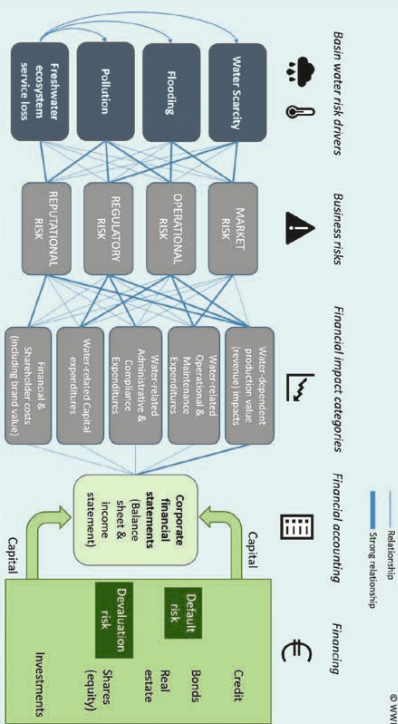 Relationship
Strong relationship
Basin water risk drivers
Business risks
Financial impact categories
Financial accounting
Financing
Water Scarcity
Flooding
Pollution
Freshwater
ecosystem
service loss
MARKET
RISK
OPERATIONAL
RISK
REGULATORY
RISK
REPUTATIONAL
RISK
Water-dependent
production value
(revenue) impacts
Water-related
Operational &
Maintenance
Expenditures
Water-related
Administrative &
Compliance
Expenditures
Water-related Capital
expenditures
Financial &
Shareholder costs
(including brand value)
Capital
Corporate
financial
statements
(Balance
sheet &
income
statement)
Capital
Credit
Default
risk
Bonds
Real
estate
Devaluation
risk
Shares
(equity)
Investments